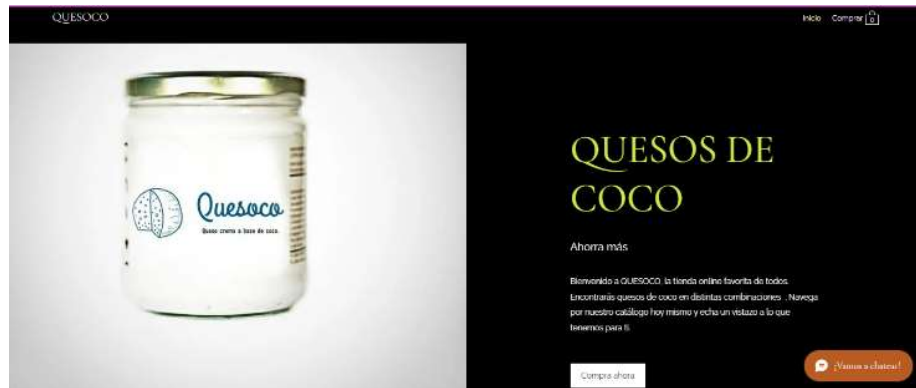 QUESOCO
Inicio Comprar 0
Quesoco
Queso crema a base de coco.
QUESOS DE
COCO
Ahorra más
Bienvenido a QUESOCO, la tienda online favorita de todos.
Encontrarás quesos de coco en distintas combinaciones . Navega
por nuestro catálogo hoy mismo y echa un vistazo a lo que
tenemos para ti.
Compra ahora
¡Vamos a chatear!